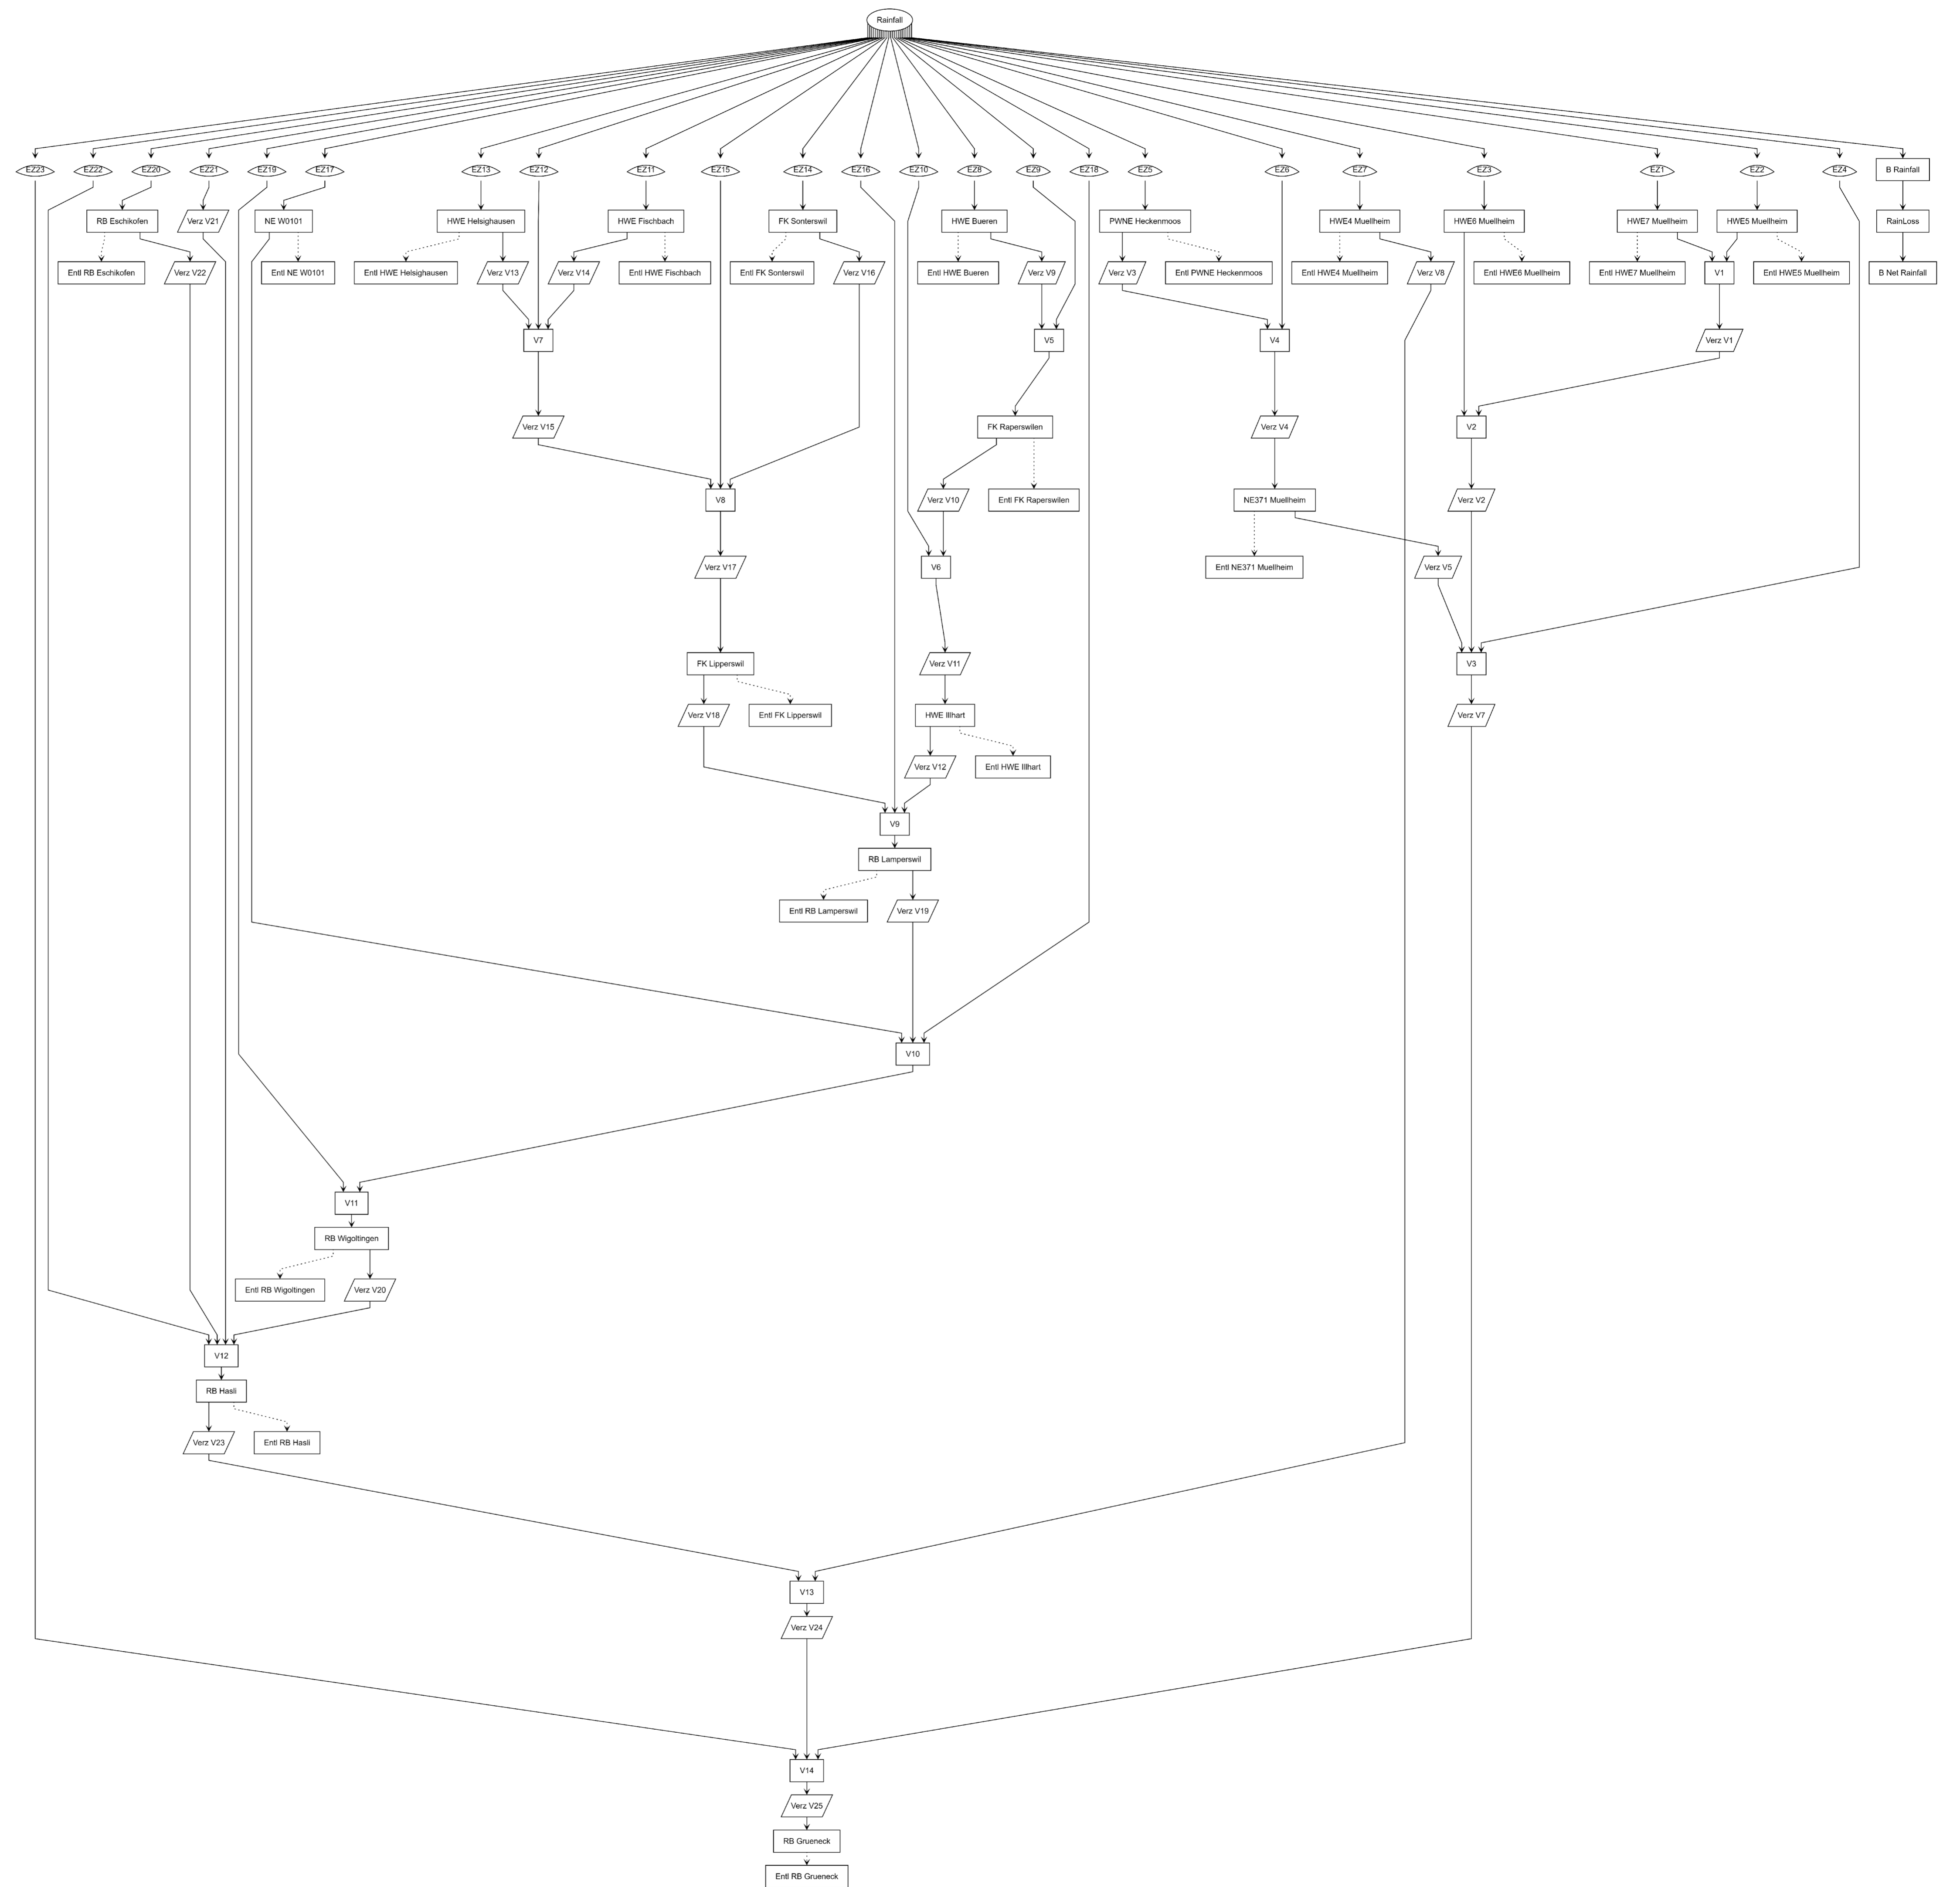 Rainfall
EZ23
EZ22
EZ20
EZ21
EZ19
EZ17
EZ13
EZ12
EZ11
EZ15
EZ14
EZ16
EZ10
EZ8
EZ9
EZ18
EZ5
EZ6
EZ7
EZ3
EZ1
EZ2
EZ4
B Rainfall
RB Eschikofen
Verz V21
NE W0101
HWE Helsighausen
HWE Fischbach
FK Sonterswil
HWE Bueren
PWNE Heckenmoos
HWE4 Muellheim
HWE6 Muellheim
HWE7 Muellheim
HWE5 Muellheim
RainLoss
Entl RB Eschikofen
Verz V22
Entl NE W0101
Entl HWE Helsighausen
Verz V13
Verz V14
Entl HWE Fischbach
Entl FK Sonterswil
Verz V16
Entl HWE Bueren
Verz V9
Verz V3
Entl PWNE Heckenmoos
Entl HWE4 Muellheim
Verz V8
Entl HWE6 Muellheim
Entl HWE7 Muellheim
V1
Entl HWE5 Muellheim
B Net Rainfall
V7
V5
V4
Verz V1
Verz V15
FK Raperswilen
Verz V4
V2
V8
Verz V10
Entl FK Raperswilen
NE371 Muellheim
Verz V2
Verz V17
V6
Entl NE371 Muellheim
Verz V5
FK Lipperswil
Verz V11
V3
Verz V18
Entl FK Lipperswil
HWE Illhart
Verz V7
Verz V12
Entl HWE Illhart
V9
RB Lamperswil
Entl RB Lamperswil
Verz V19
V10
V11
RB Wigoltingen
Entl RB Wigoltingen
Verz V20
V12
RB Hasli
Verz V23
Entl RB Hasli
V13
Verz V24
V14
Verz V25
RB Grueneck
Entl RB Grueneck